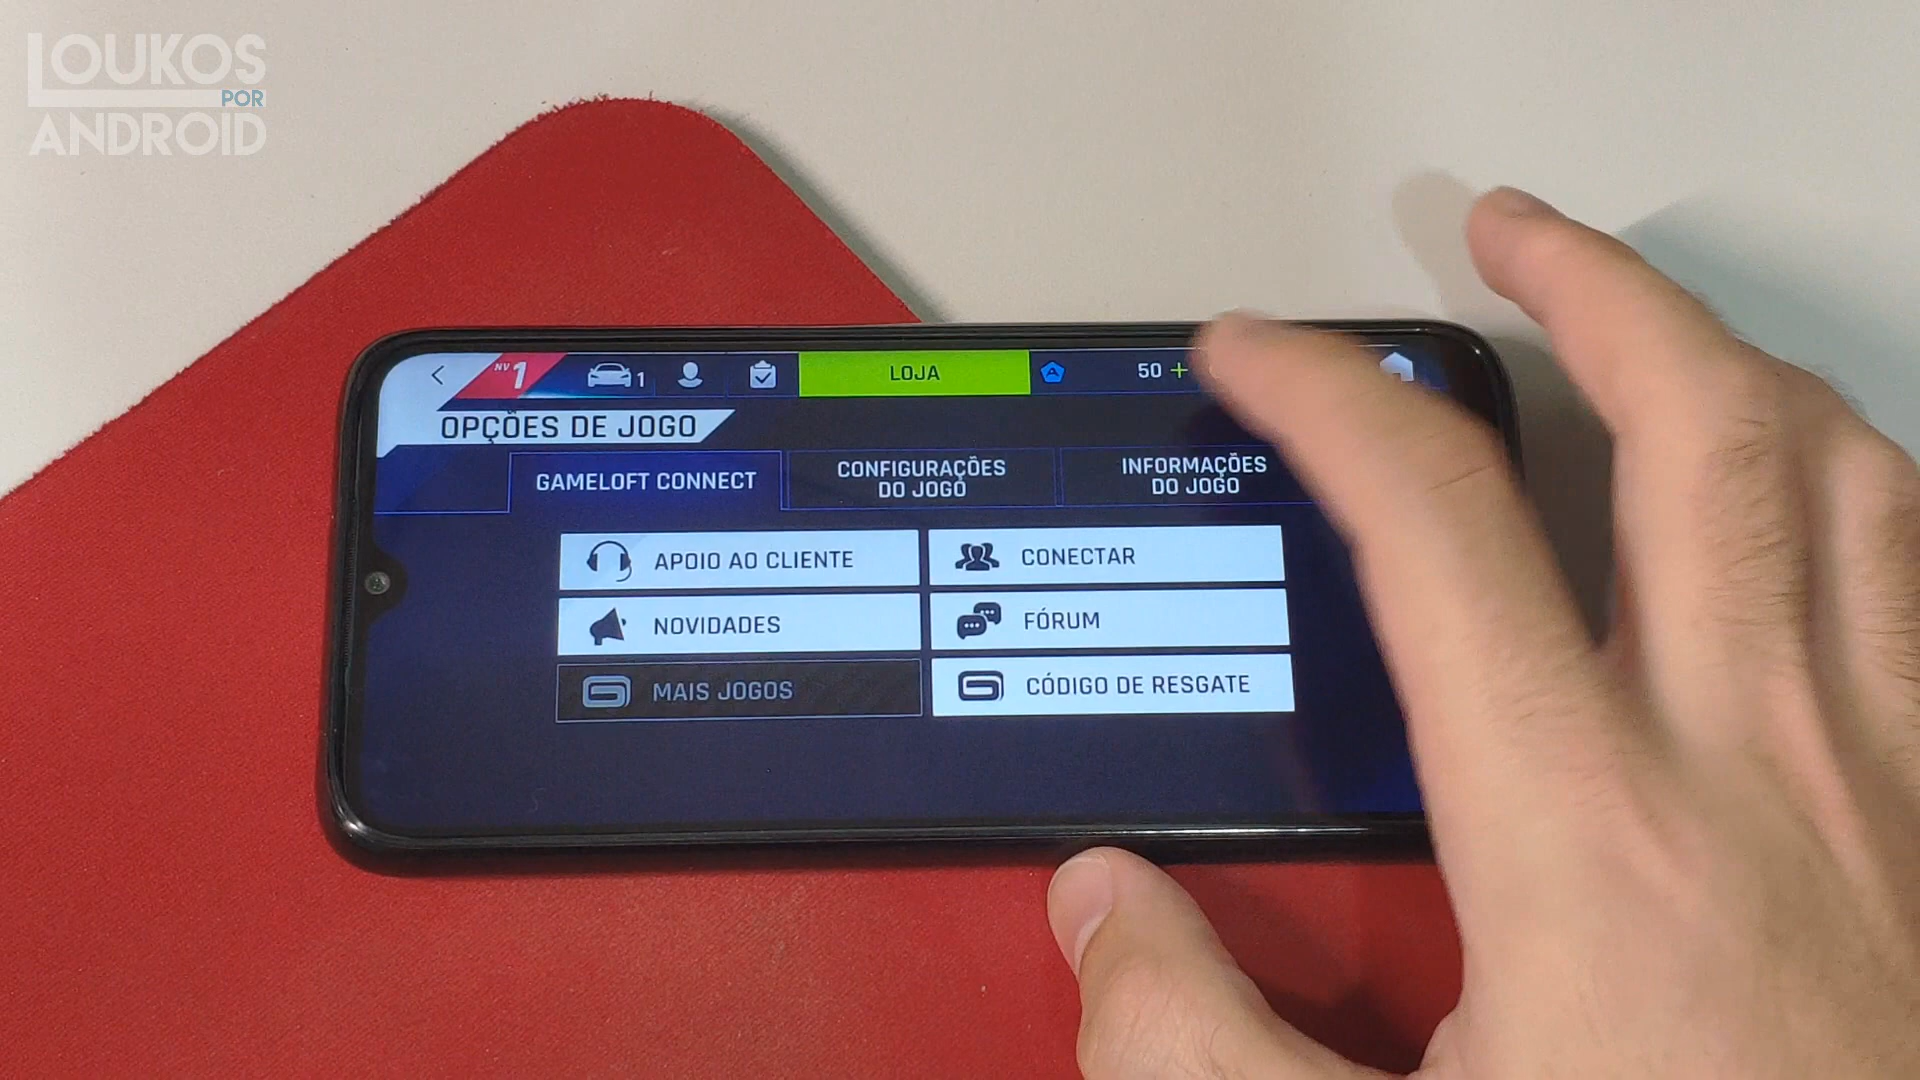 LOUKOS
POR
ANDROID
NV 1
1
LOJA
50 +
OPÇÕES DE JOGO
GAMELOFT CONNECT
CONFIGURAÇÕES
DO JOGO
INFORMAÇÕES
DO JOGO
APOIO AO CLIENTE
CONECTAR
NOVIDADES
FÓRUM
MAIS JOGOS
CÓDIGO DE RESGATE